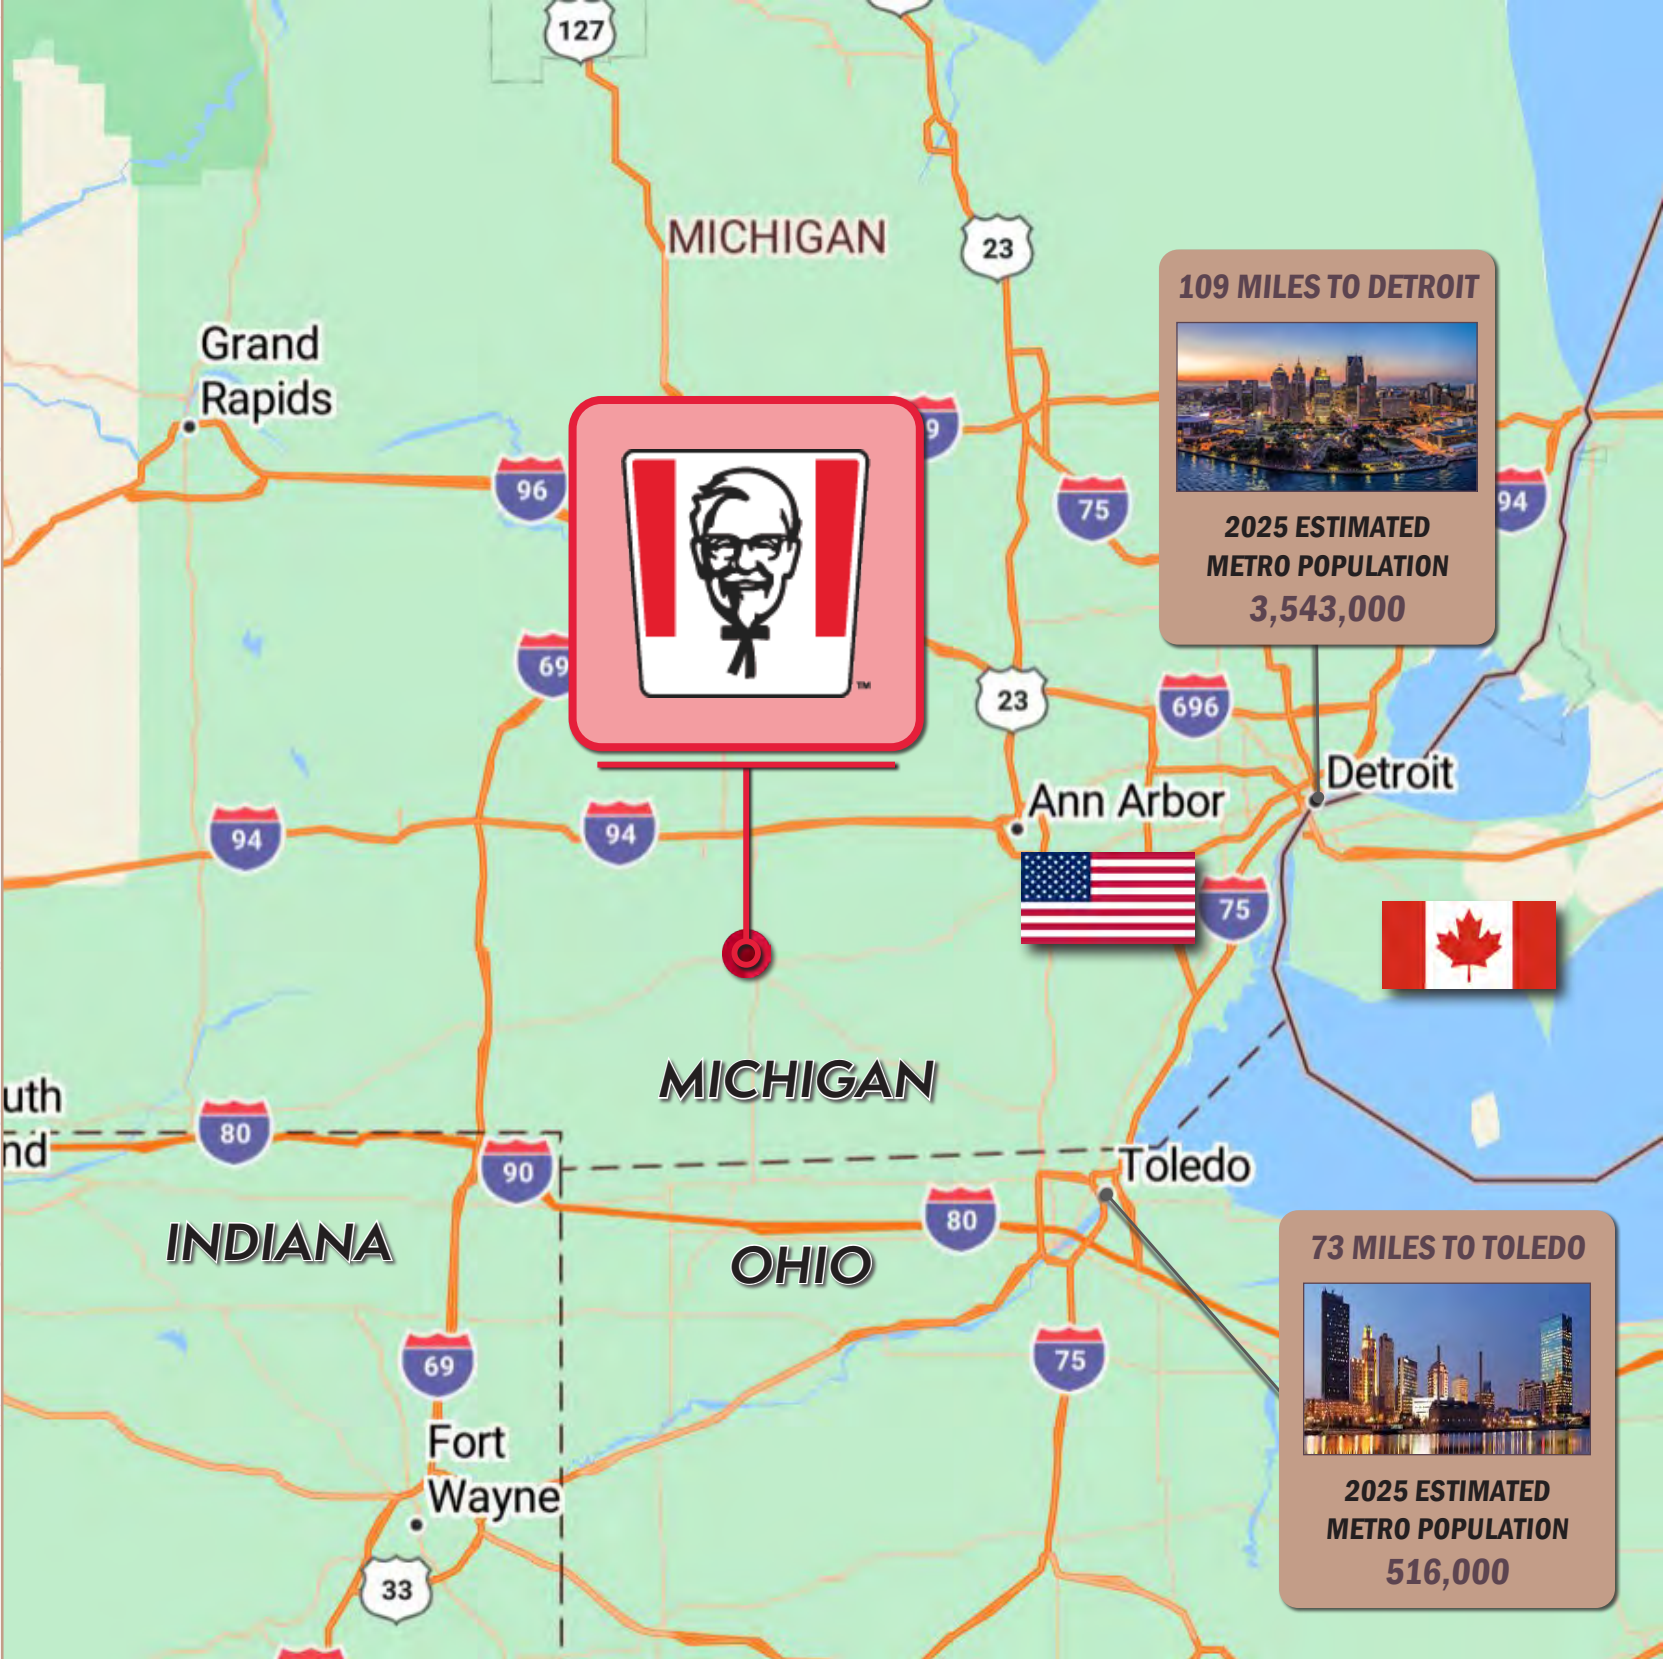 127
MICHIGAN
23
109 MILES TO DETROIT
Grand
Rapids
9
96
75
94
2025 ESTIMATED
METRO POPULATION
3,543,000
69
TM
23
696
Detroit
Ann Arbor
94
94
75
MICHIGAN
uth
nd
80
90
Toledo
80
INDIANA
OHIO
73 MILES TO TOLEDO
69
75
Fort
Wayne
2025 ESTIMATED
METRO POPULATION
516,000
33